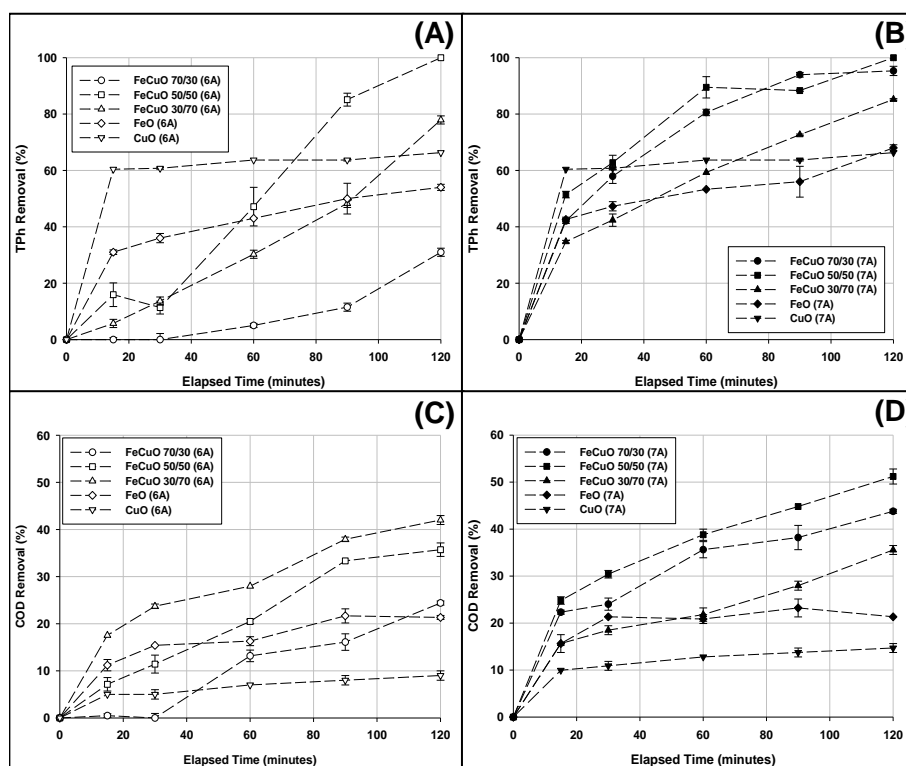 (A)
TPh Removal (%)
100
80
60
40
20
0
FeCuO 70/30 (6A)
FeCuO 50/50 (6A)
FeCuO 30/70 (6A)
FeO (6A)
CuO (6A)
0 20 40 60 80 100 120
Elapsed Time (minutes)
(B)
TPh Removal (%)
100
80
60
40
20
0
FeCuO 70/30 (7A)
FeCuO 50/50 (7A)
FeCuO 30/70 (7A)
FeO (7A)
CuO (7A)
0 20 40 60 80 100 120
Elapsed Time (minutes)
(C)
COD Removal (%)
60
50
40
30
20
10
0
FeCuO 70/30 (6A)
FeCuO 50/50 (6A)
FeCuO 30/70 (6A)
FeO (6A)
CuO (6A)
0 20 40 60 80 100 120
Elapsed Time (minutes)
(D)
COD Removal (%)
60
50
40
30
20
10
0
FeCuO 70/30 (7A)
FeCuO 50/50 (7A)
FeCuO 30/70 (7A)
FeO (7A)
CuO (7A)
0 20 40 60 80 100 120
Elapsed Time (minutes)